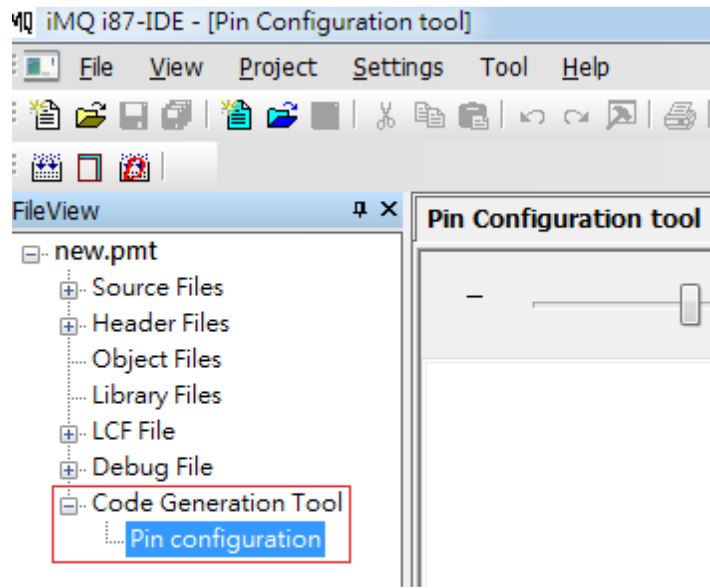 MQ iMQ i87-IDE - [Pin Configuration tool]
File View Project Settings Tool Help
FileView
Pin Configuration tool
new.pmt
Source Files
Header Files
Object Files
Library Files
LCF File
Debug File
Code Generation Tool
Pin configuration